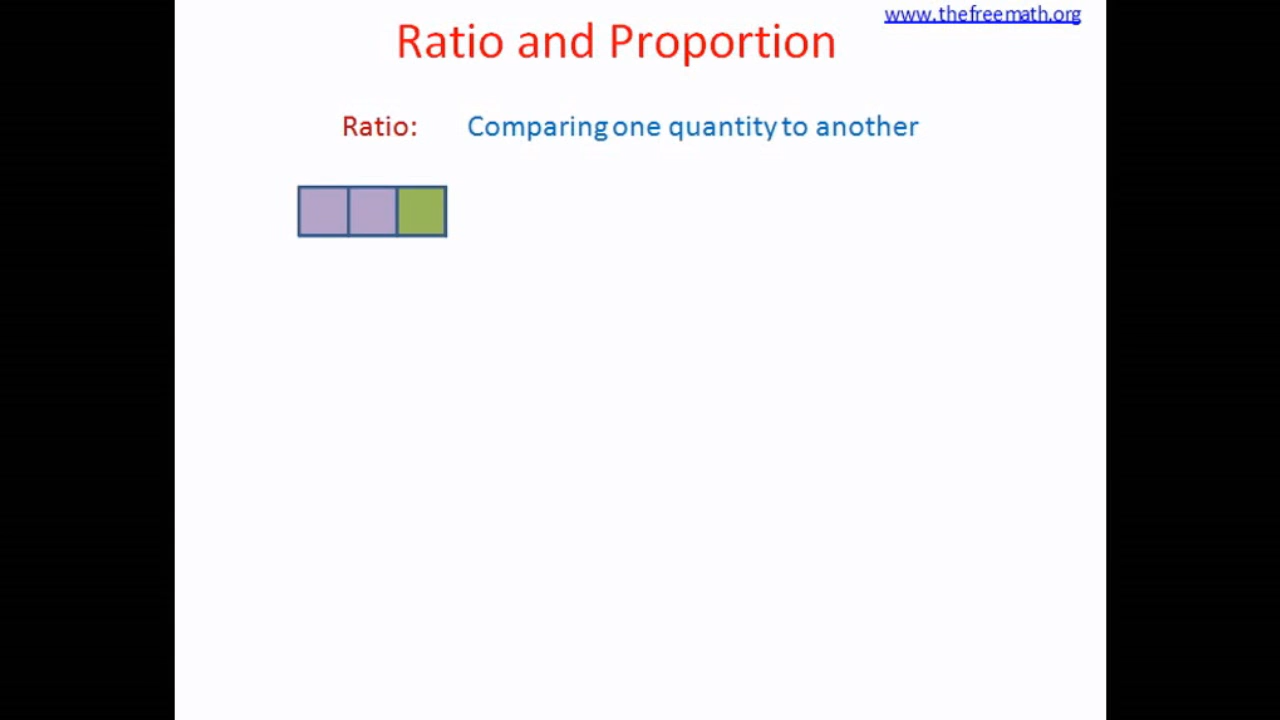 www.thefreemath.org
Ratio and Proportion
Ratio: Comparing one quantity to another